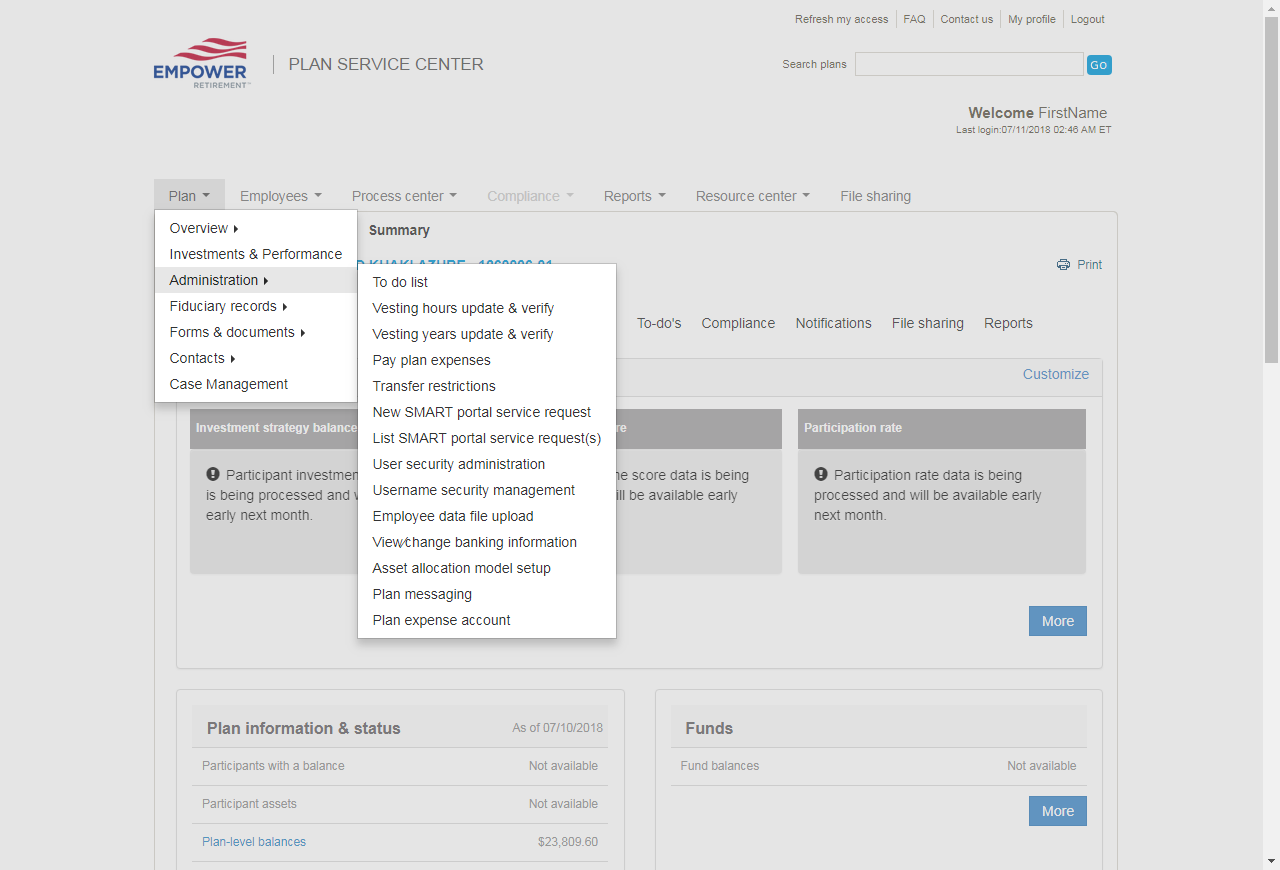 Refresh my access FAQ Contact us My profile Logout
EMPOWER
RETIREMENT™
PLAN SERVICE CENTER
Search plans Go
Welcome FirstName
Last login:07/11/2018 02:46 AM ET
Plan Employees Process center Compliance Reports Resource center File sharing
Overview
Investments & Performance
Administration
Fiduciary records
Forms & documents
Contacts
Case Management
Summary
Print
To do list
Vesting hours update & verify
Vesting years update & verify
Pay plan expenses
Transfer restrictions
New SMART portal service request
List SMART portal service request(s)
User security administration
Username security management
Employee data file upload
View/change banking information
Asset allocation model setup
Plan messaging
Plan expense account
To-do's Compliance Notifications File sharing Reports
Customize
Investment strategy balance
Participant investmen
is being processed and
early next month.
re
ne score data is being
ill be available early
Participation rate
Participation rate data is being
processed and will be available early
next month.
More
Plan information & status As of 07/10/2018
Participants with a balance Not available
Participant assets Not available
Plan-level balances $23,809.60
Funds
Fund balances Not available
More